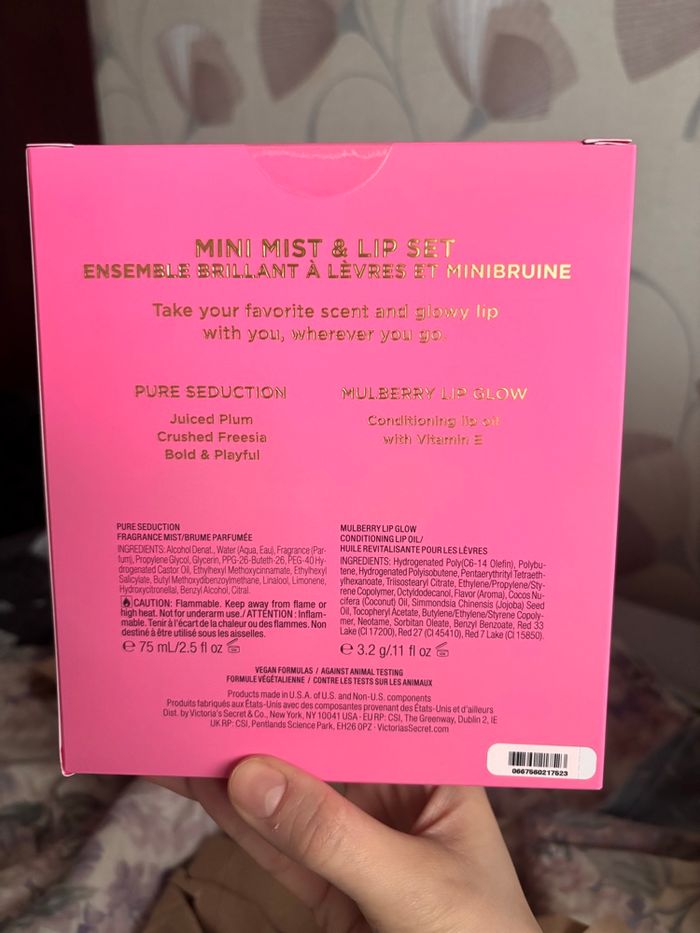 MINI MIST & LIP SET
ENSEMBLE BRILLANT À LÈVRES ET MINIBRUINE
Take your favorite scent and glowy lip
with you, wherever you go.
PURE SEDUCTION
Juiced Plum
Crushed Freesia
Bold & Playful
MULBERRY LIP GLOW
Conditioning lip oil
with Vitamin E
PURE SEDUCTION
FRAGRANCE MIST/BRUME PARFUMÉE
INGREDIENTS: Alcohol Denat., Water (Aqua, Eau), Fragrance (Par-
fum), Propylene Glycol, Glycerin, PPG-26-Buteth-26, PEG-40 Hy-
drogenated Castor Oil, Ethylhexyl Methoxycinnamate, Ethylhexyl
Salicylate, Butyl Methoxydibenzoylmethane, Linalool, Limonene,
Hydroxycitronellal, Benzyl Alcohol, Citral.
CAUTION: Flammable. Keep away from flame or
high heat. Not for underarm use./ATTENTION : Inflam-
mable. Tenir à l'écart de la chaleur ou des flammes. Non
destiné à être utilisé sous les aisselles.
℮ 75 mL/2.5 fl oz
MULBERRY LIP GLOW
CONDITIONING LIP OIL/
HUILE REVITALISANTE POUR LES LÈVRES
INGREDIENTS: Hydrogenated Poly(C6-14 Olefin), Polybu-
tene, Hydrogenated Polyisobutene, Pentaerythrityl Tetraeth-
ylhexanoate, Triisostearyl Citrate, Ethylene/Propylene/Sty-
rene Copolymer, Octyldodecanol, Flavor (Aroma), Cocos Nu-
cifera (Coconut) Oil, Simmondsia Chinensis (Jojoba) Seed
Oil, Tocopheryl Acetate, Butylene/Ethylene/Styrene Copoly-
mer, Neotame, Sorbitan Oleate, Benzyl Benzoate, Red 33
Lake (CI 17200), Red 27 (CI 45410), Red 7 Lake (CI 15850).
℮ 3.2 g/.11 fl oz
VEGAN FORMULAS / AGAINST ANIMAL TESTING
FORMULE VÉGÉTALIENNE / CONTRE LES TESTS SUR LES ANIMAUX
Products made in U.S.A. of U.S. and Non-U.S. components
Produits fabriqués aux États-Unis avec des composantes provenant des États-Unis et d'ailleurs
Dist. by Victoria's Secret & Co., New York, NY 10041 USA · EU RP: CSI, The Greenway, Dublin 2, IE
UK RP: CSI, Pentlands Science Park, EH26 0PZ · VictoriasSecret.com
0667560217523